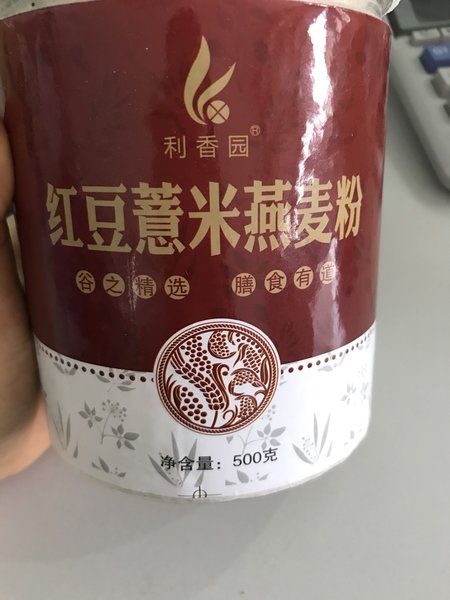 利香园®
红豆薏米燕麦粉
谷之精选 膳食有道
净含量：500克